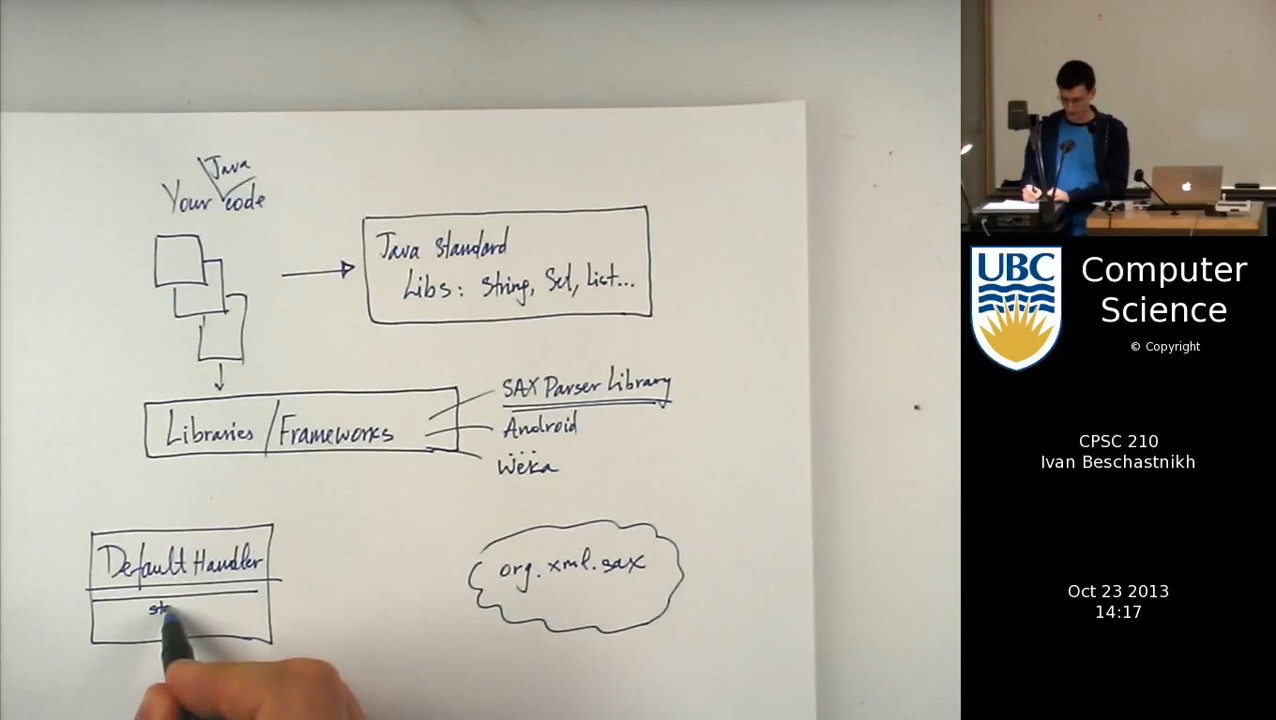 Java
Your code
Java standard
Libs: String, Set, List...
Libraries / Frameworks
SAX Parser Library
Android
Weka
...
Default Handler
org.xml.sax
UBC
Computer
Science
© Copyright
CPSC 210
Ivan Beschastnikh
Oct 23 2013
14:17